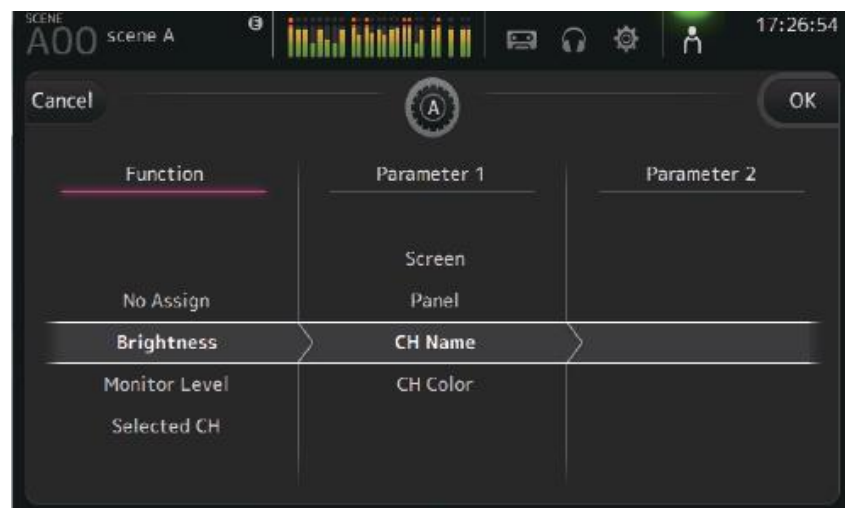 SCENE
A00 scene A
E
17:26:54
Cancel
A
OK
Function
Parameter 1
Parameter 2
Screen
No Assign
Panel
Brightness
CH Name
Monitor Level
CH Color
Selected CH